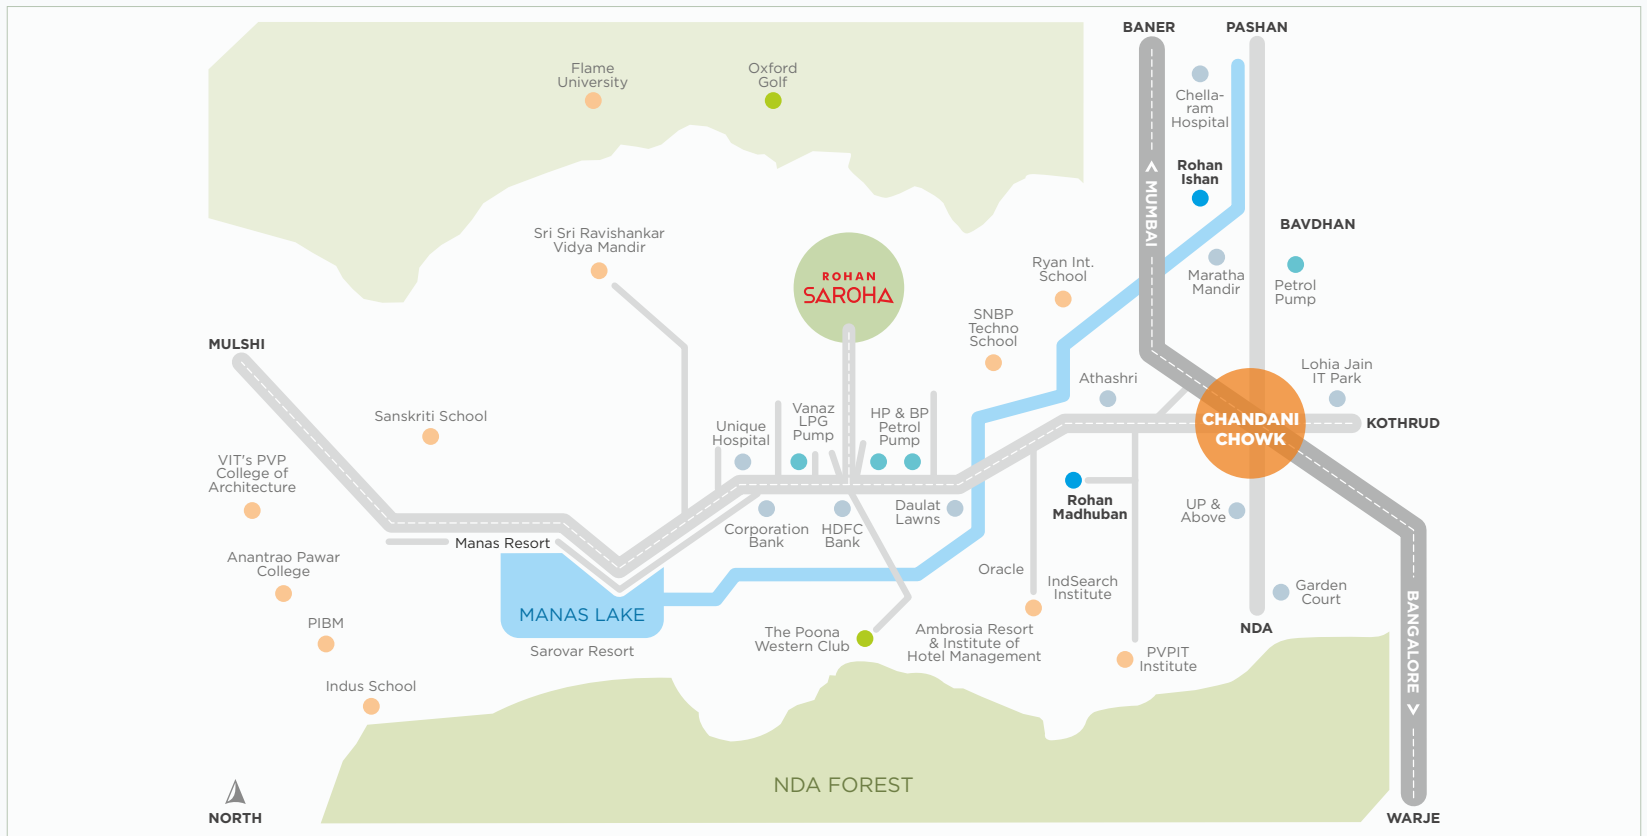 BANER
PASHAN
Flame
University
Oxford
Golf
Chella-
ram
Hospital
Rohan
Ishan
< MUMBAI
BAVDHAN
Sri Sri Ravishankar
Vidya Mandir
ROHAN
SAROHA
Ryan Int.
School
Maratha
Mandir
Petrol
Pump
SNBP
Techno
School
MULSHI
Athashri
Lohia Jain
IT Park
Sanskriti School
Unique
Hospital
Vanaz
LPG
Pump
HP & BP
Petrol
Pump
CHANDANI
CHOWK
KOTHRUD
VIT's PVP
College of
Architecture
Corporation
Bank
HDFC
Bank
Daulat
Lawns
Rohan
Madhuban
UP &
Above
Manas Resort
Anantrao Pawar
College
Oracle
IndSearch
Institute
Garden
Court
MANAS LAKE
PIBM
Sarovar Resort
The Poona
Western Club
Ambrosia Resort
& Institute of
Hotel Management
NDA
PVPIT
Institute
BANGALORE >
Indus School
NDA FOREST
NORTH
WARJE